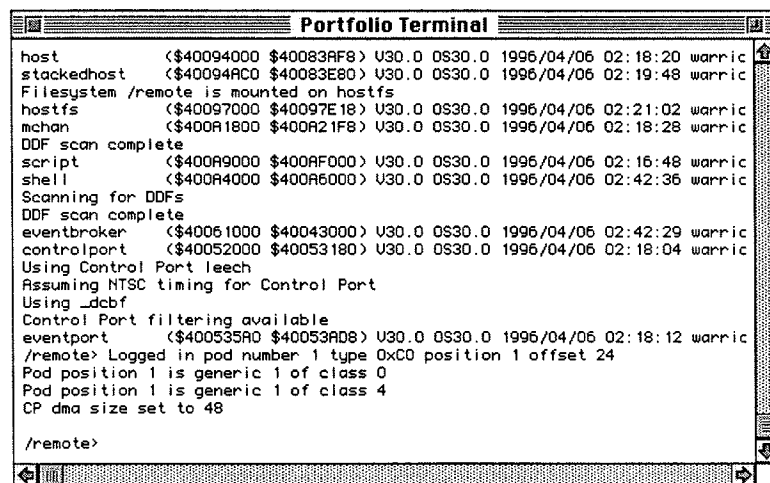 Portfolio Terminal
host ($40094000 $40083AF8) V30.0 OS30.0 1996/04/06 02:18:20 warric
stackedhost ($40094AC0 $40083E80) V30.0 OS30.0 1996/04/06 02:19:48 warric
Filesystem /remote is mounted on hostfs
hostfs ($40097000 $40097E18) V30.0 OS30.0 1996/04/06 02:21:02 warric
mchan ($400A1800 $400A21F8) V30.0 OS30.0 1996/04/06 02:18:28 warric
DDF scan complete
script ($400A9000 $400AF000) V30.0 OS30.0 1996/04/06 02:16:48 warric
shell ($400A4000 $400A6000) V30.0 OS30.0 1996/04/06 02:42:36 warric
Scanning for DDFs
DDF scan complete
eventbroker ($40061000 $40043000) V30.0 OS30.0 1996/04/06 02:42:29 warric
controlport ($40052000 $40053180) V30.0 OS30.0 1996/04/06 02:18:04 warric
Using Control Port leech
Assuming NTSC timing for Control Port
Using _dcbf
Control Port filtering available
eventport ($400535A0 $40053AD8) V30.0 OS30.0 1996/04/06 02:18:12 warric
/remote> Logged in pod number 1 type 0xC0 position 1 offset 24
Pod position 1 is generic 1 of class 0
Pod position 1 is generic 1 of class 4
CP dma size set to 48
/remote>